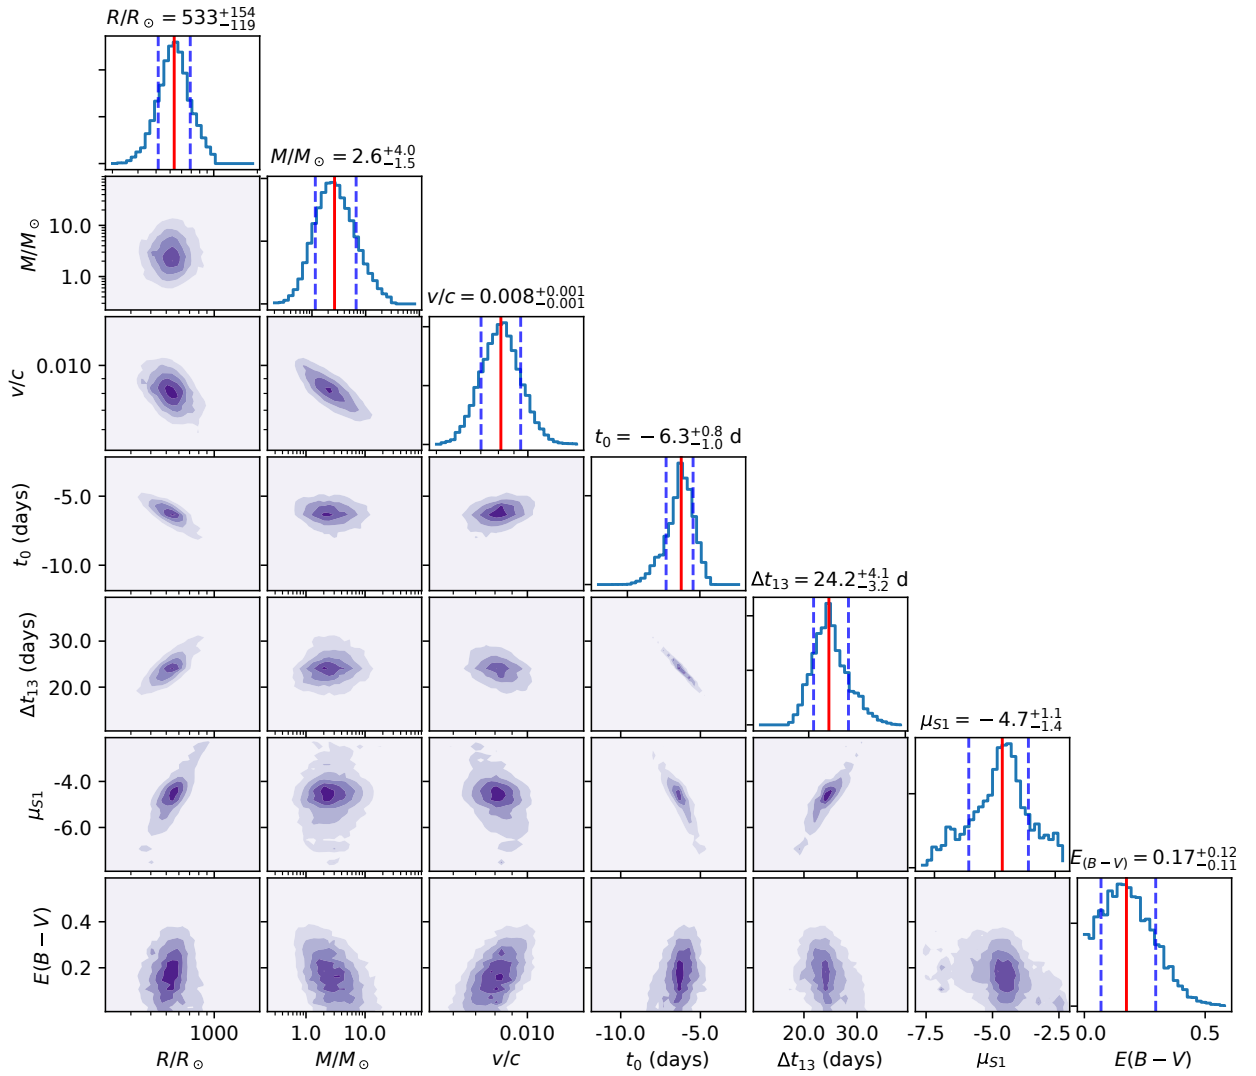 R/R⊙ = 533 +154 −119
M/M⊙ = 2.6 +4.0 −1.5
10.0
1.0
M/M⊙
v/c = 0.008 +0.001 −0.001
0.010
v/c
t0 = −6.3 +0.8 −1.0 d
-5.0
-10.0
t0 (days)
Δt13 = 24.2 +4.1 −3.2 d
30.0
20.0
Δt13 (days)
μS1 = −4.7 +1.1 −1.4
-4.0
-6.0
μS1
E(B−V) = 0.17 +0.12 −0.11
0.4
0.2
E(B − V)
1000
1.0 10.0
0.010
-10.0 -5.0
20.0 30.0
-7.5 -5.0 -2.5
0.0 0.5
R/R⊙ M/M⊙ v/c t0 (days) Δt13 (days) μS1 E(B − V)